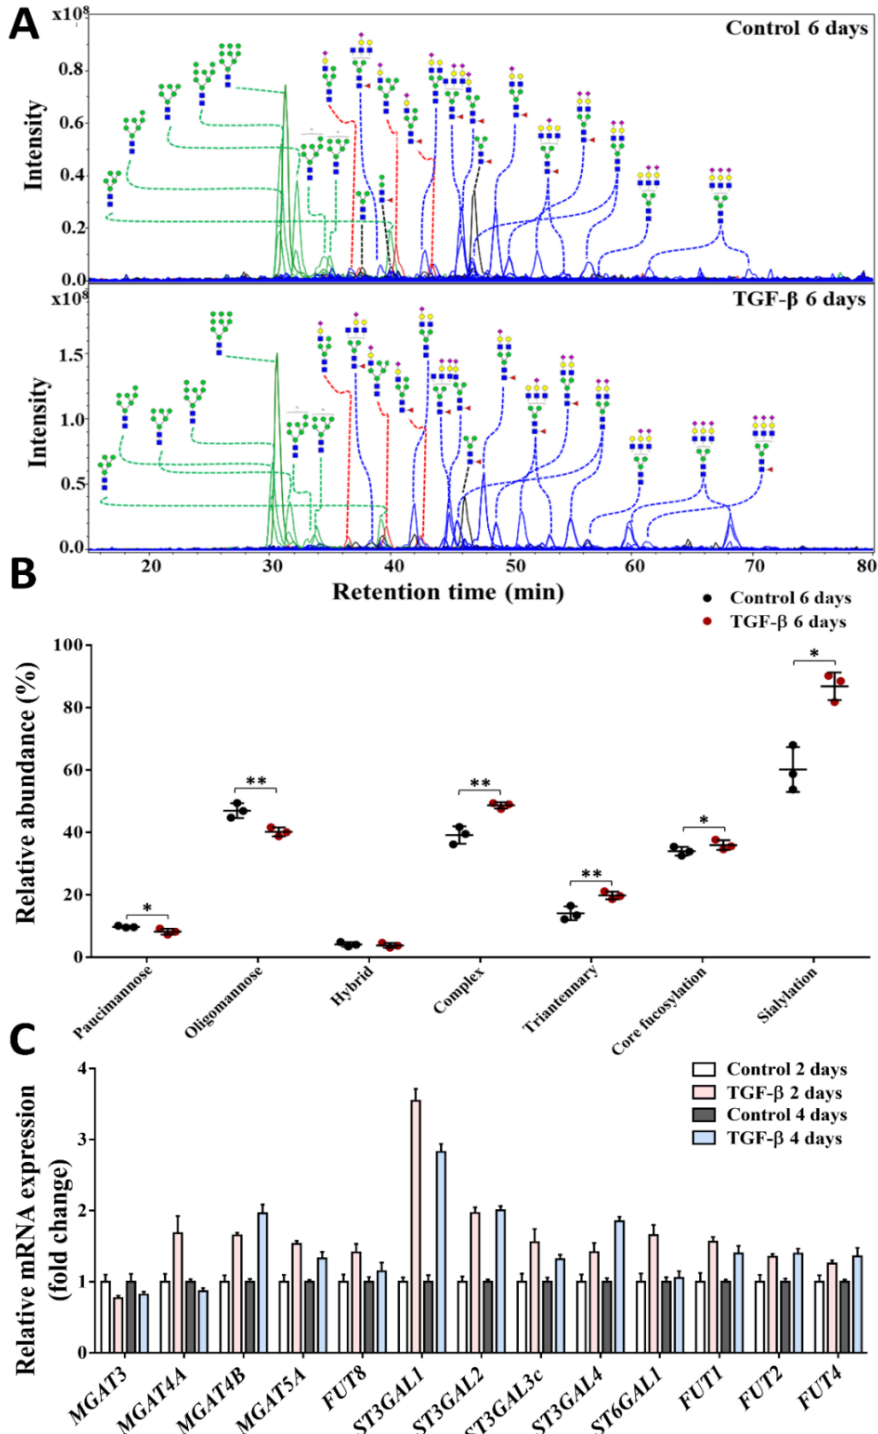 A
x10⁸
Control 6 days
Intensity
0.8
0.6
0.4
0.2
0.0
x10⁸
TGF-β 6 days
Intensity
1.5
1.0
0.5
0.0
20 30 40 50 60 70 80
Retention time (min)
B
Control 6 days
TGF-β 6 days
Relative abundance (%)
100
80
60
40
20
0
* ** ** ** * *
Paucimannose
Oligomannose
Hybrid
Complex
Triantennary
Core fucosylation
Sialylation
C
Control 2 days
TGF-β 2 days
Control 4 days
TGF-β 4 days
Relative mRNA expression
(fold change)
4
3
2
1
0
MGAT3
MGAT4A
MGAT4B
MGAT5A
FUT8
ST3GAL1
ST3GAL2
ST3GAL3c
ST3GAL4
ST6GAL1
FUT1
FUT2
FUT4